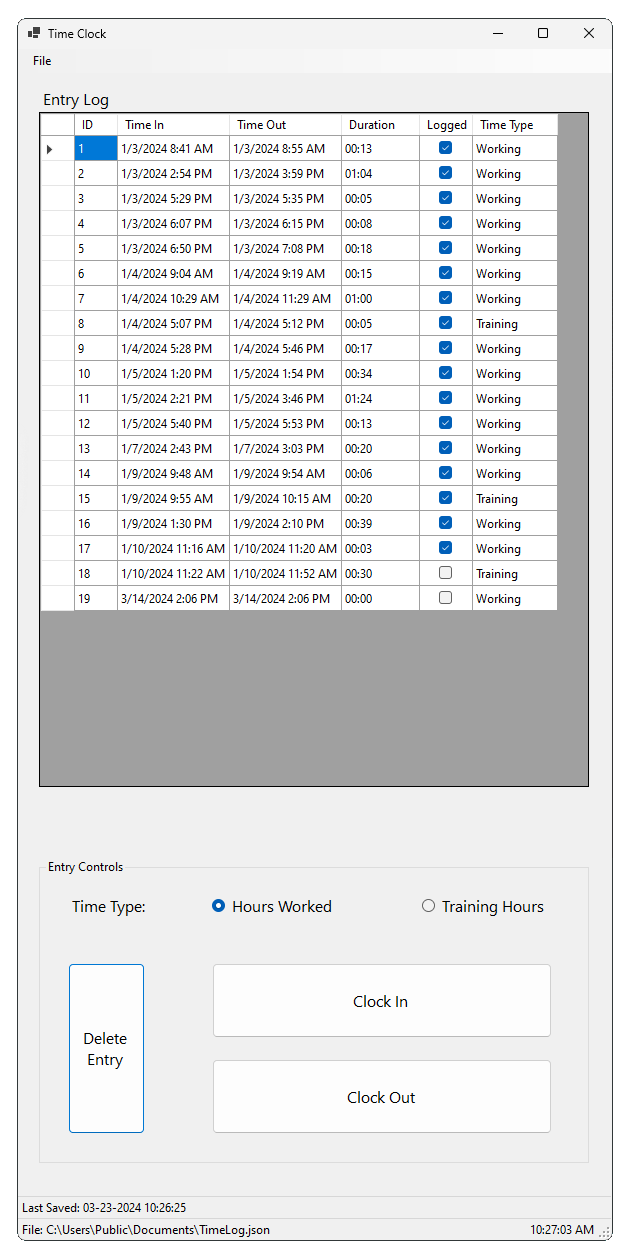 Time Clock
File
Entry Log
ID Time In Time Out Duration Logged Time Type
1 1/3/2024 8:41 AM 1/3/2024 8:55 AM 00:13 Working
2 1/3/2024 2:54 PM 1/3/2024 3:59 PM 01:04 Working
3 1/3/2024 5:29 PM 1/3/2024 5:35 PM 00:05 Working
4 1/3/2024 6:07 PM 1/3/2024 6:15 PM 00:08 Working
5 1/3/2024 6:50 PM 1/3/2024 7:08 PM 00:18 Working
6 1/4/2024 9:04 AM 1/4/2024 9:19 AM 00:15 Working
7 1/4/2024 10:29 AM 1/4/2024 11:29 AM 01:00 Working
8 1/4/2024 5:07 PM 1/4/2024 5:12 PM 00:05 Training
9 1/4/2024 5:28 PM 1/4/2024 5:46 PM 00:17 Working
10 1/5/2024 1:20 PM 1/5/2024 1:54 PM 00:34 Working
11 1/5/2024 2:21 PM 1/5/2024 3:46 PM 01:24 Working
12 1/5/2024 5:40 PM 1/5/2024 5:53 PM 00:13 Working
13 1/7/2024 2:43 PM 1/7/2024 3:03 PM 00:20 Working
14 1/9/2024 9:48 AM 1/9/2024 9:54 AM 00:06 Working
15 1/9/2024 9:55 AM 1/9/2024 10:15 AM 00:20 Training
16 1/9/2024 1:30 PM 1/9/2024 2:10 PM 00:39 Working
17 1/10/2024 11:16 AM 1/10/2024 11:20 AM 00:03 Working
18 1/10/2024 11:22 AM 1/10/2024 11:52 AM 00:30 Training
19 3/14/2024 2:06 PM 3/14/2024 2:06 PM 00:00 Working
Entry Controls
Time Type: Hours Worked Training Hours
Clock In
Delete
Entry
Clock Out
Last Saved: 03-23-2024 10:26:25
File: C:\Users\Public\Documents\TimeLog.json 10:27:03 AM